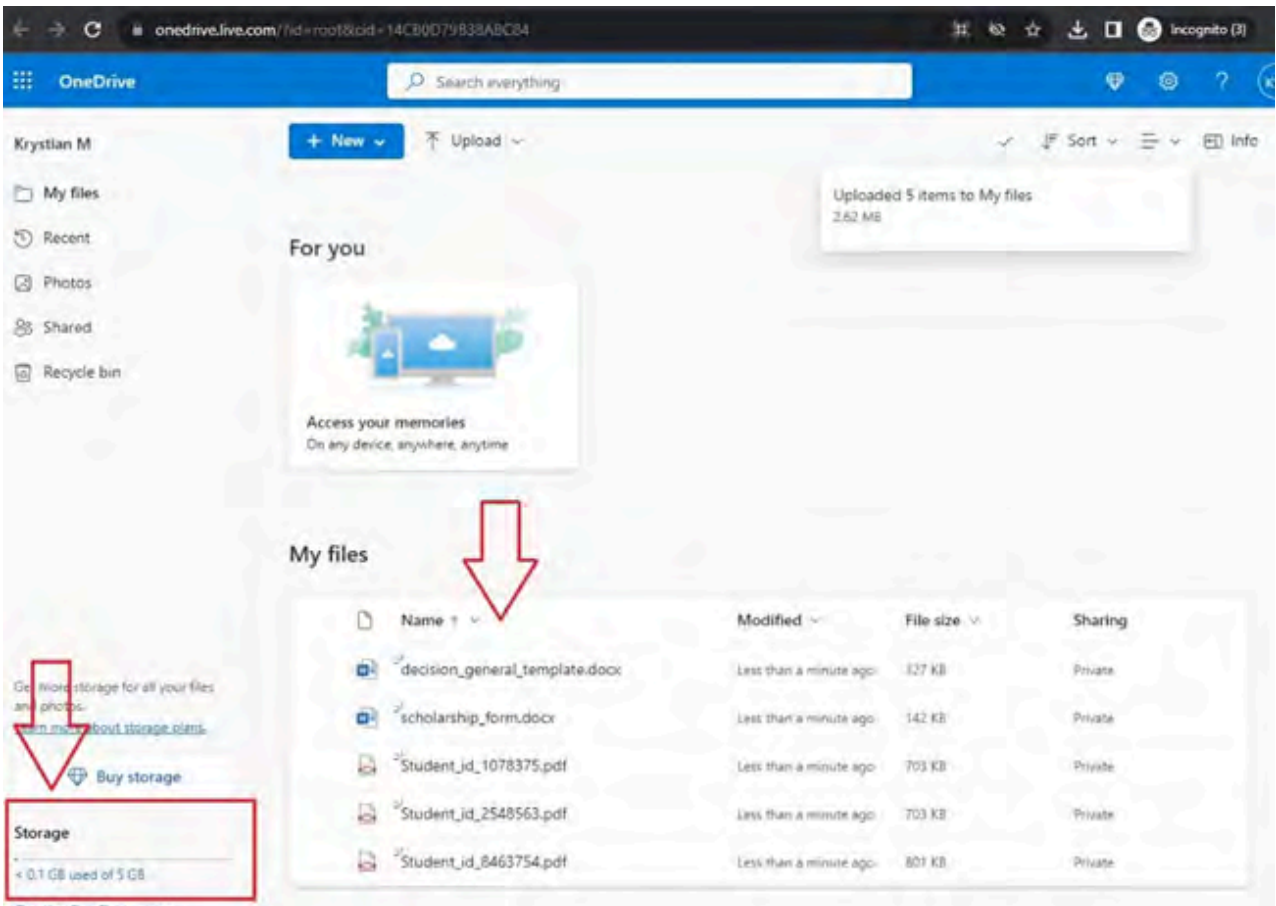 onedrive.live.com/?id=root&cid=14CB0D79B38ABC84
Incognito (3)
OneDrive
Search everything
?
Krystian M
+ New
Upload
Sort
Info
My files
Recent
Photos
Shared
Recycle bin
Uploaded 5 items to My files
2.62 MB
For you
Access your memories
On any device, anywhere, anytime
My files
Name Modified File size Sharing
decision_general_template.docx Less than a minute ago 327 KB Private
scholarship_form.docx Less than a minute ago 142 KB Private
Student_id_1078375.pdf Less than a minute ago 703 KB Private
Student_id_2548563.pdf Less than a minute ago 703 KB Private
Student_id_8463754.pdf Less than a minute ago 801 KB Private
Get more storage for all your files
and photos.
Learn more about storage plans.
Buy storage
Storage
< 0.1 GB used of 5 GB